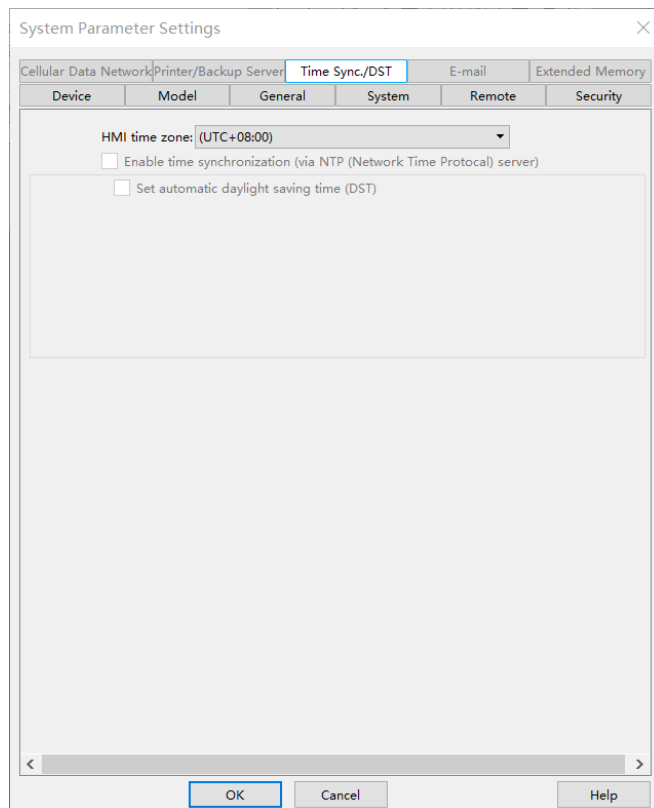 System Parameter Settings
Cellular Data Network Printer/Backup Server Time Sync./DST E-mail Extended Memory
Device Model General System Remote Security
HMI time zone: (UTC+08:00)
Enable time synchronization (via NTP (Network Time Protocal) server)
Set automatic daylight saving time (DST)
OK Cancel Help